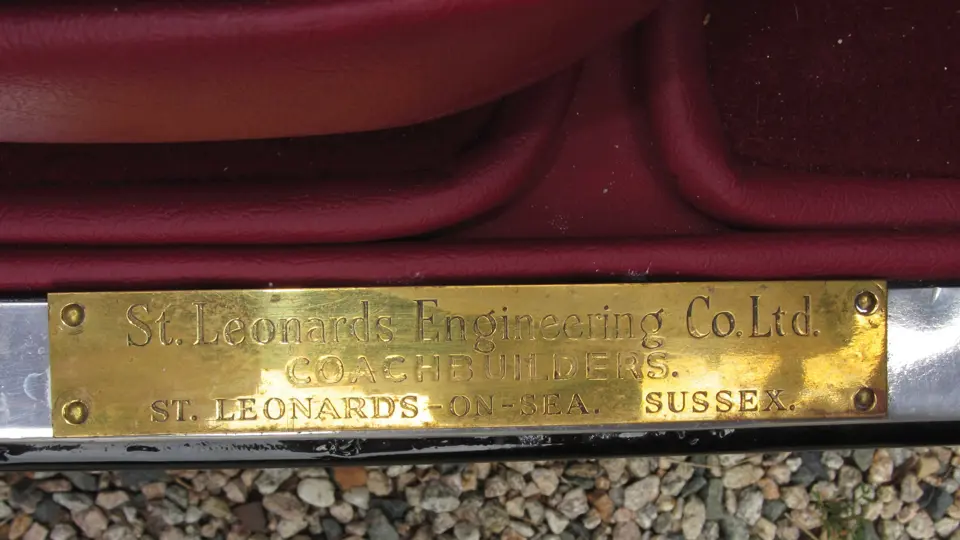 St. Leonards Engineering Co. Ltd.
COACHBUILDERS.
ST. LEONARDS-ON-SEA. SUSSEX.